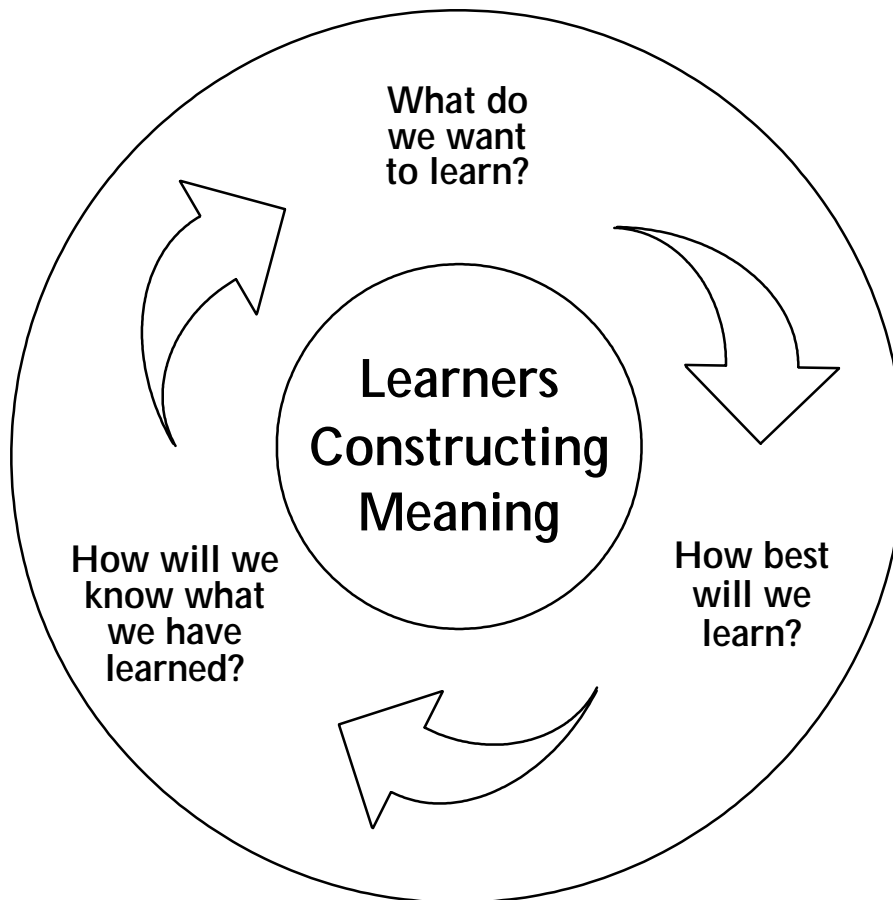 What do
we want
to learn?
Learners
Constructing
Meaning
How best
will we
learn?
How will we
know what
we have
learned?